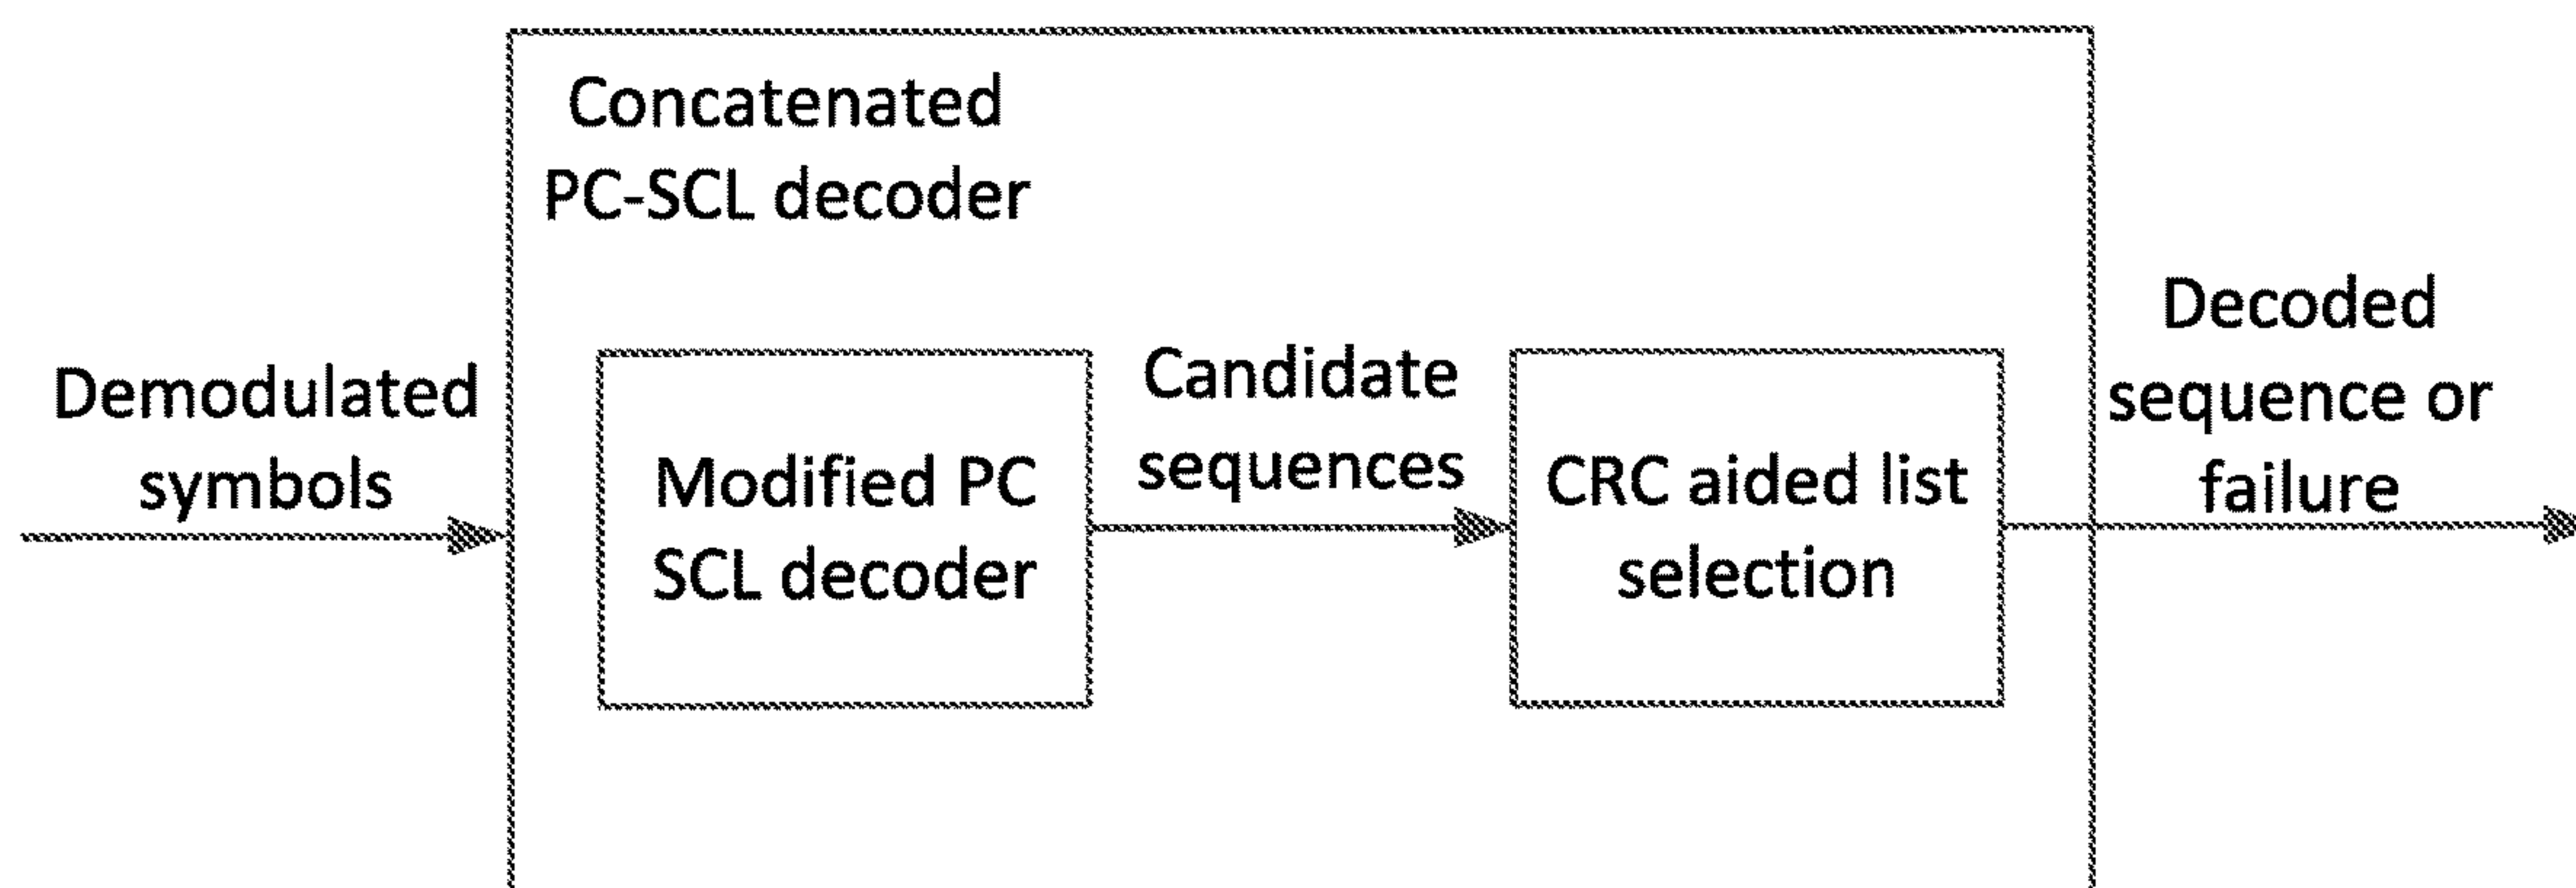 Concatenated
PC-SCL decoder
Demodulated
symbols
Modified PC
SCL decoder
Candidate
sequences
CRC aided list
selection
Decoded
sequence or
failure